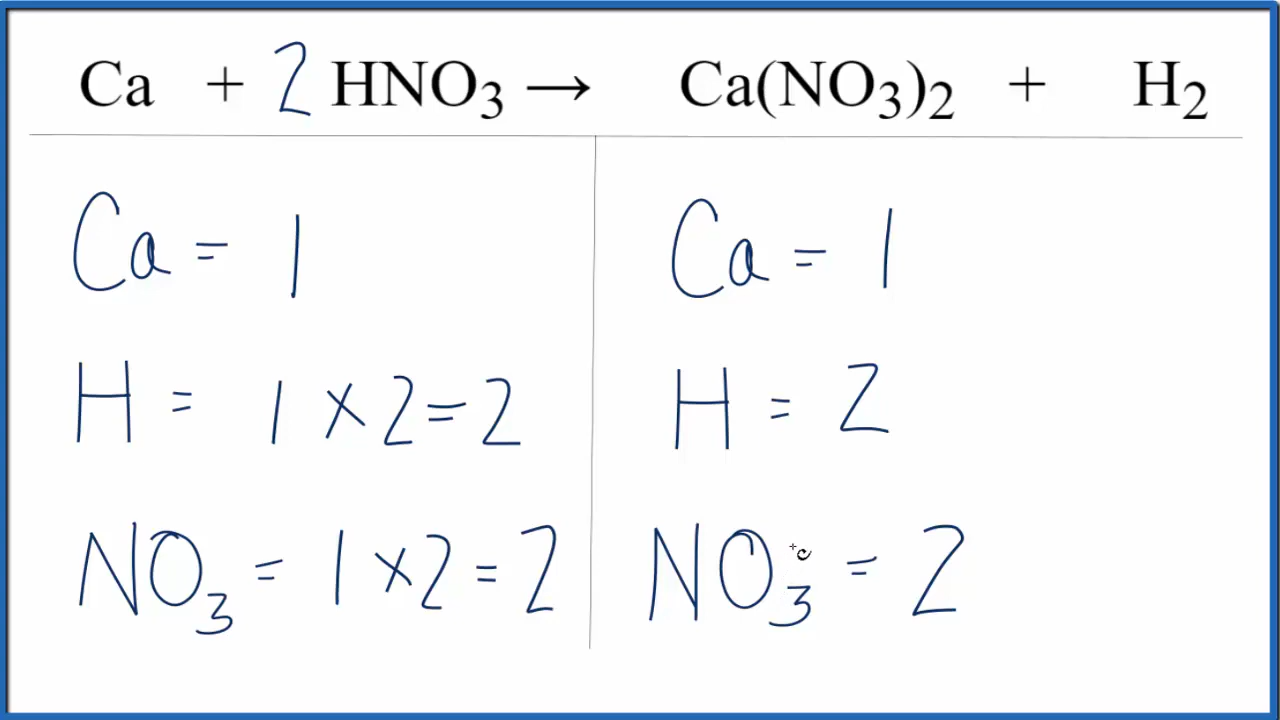 Ca + 2 HNO₃ → Ca(NO₃)₂ + H₂
Ca = 1
Ca = 1
H = 1 × 2 = 2
H = 2
NO₃ = 1 × 2 = 2
NO₃ = 2